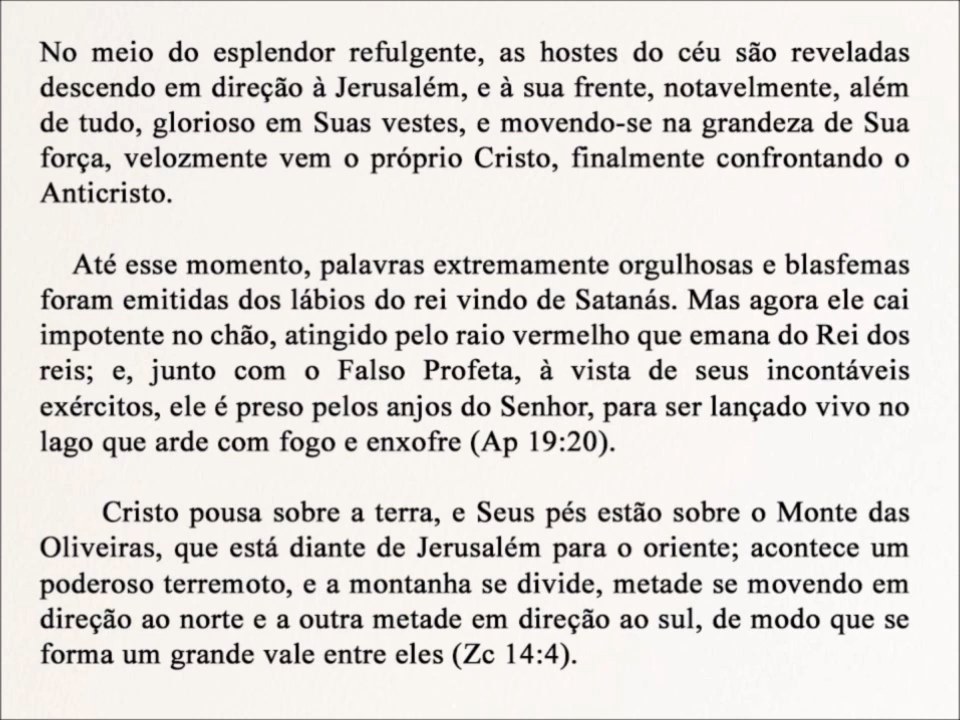 No meio do esplendor refulgente, as hostes do céu são reveladas
descendo em direção à Jerusalém, e à sua frente, notavelmente, além
de tudo, glorioso em Suas vestes, e movendo-se na grandeza de Sua
força, velozmente vem o próprio Cristo, finalmente confrontando o
Anticristo.
Até esse momento, palavras extremamente orgulhosas e blasfemas
foram emitidas dos lábios do rei vindo de Satanás. Mas agora ele cai
impotente no chão, atingido pelo raio vermelho que emana do Rei dos
reis; e, junto com o Falso Profeta, à vista de seus incontáveis
exércitos, ele é preso pelos anjos do Senhor, para ser lançado vivo no
lago que arde com fogo e enxofre (Ap 19:20).
Cristo pousa sobre a terra, e Seus pés estão sobre o Monte das
Oliveiras, que está diante de Jerusalém para o oriente; acontece um
poderoso terremoto, e a montanha se divide, metade se movendo em
direção ao norte e a outra metade em direção ao sul, de modo que se
forma um grande vale entre eles (Zc 14:4).